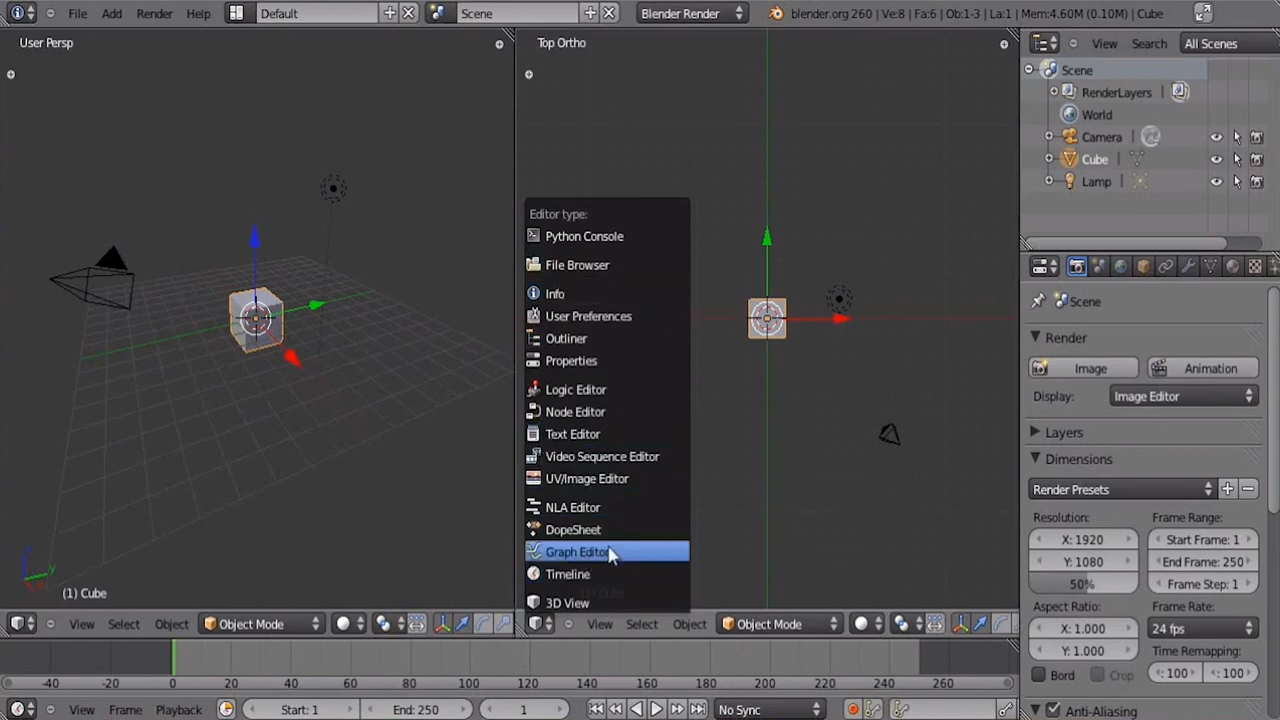 File Add Render Help Default Scene Blender Render blender.org 260 | Ve:8 | Fa:6 | Ob:1-3 | La:1 | Mem:4.60M (0.10M) | Cube
User Persp
Top Ortho
View Search All Scenes
Scene
RenderLayers
World
Camera
Cube
Lamp
Editor type:
Python Console
File Browser
Info
User Preferences
Outliner
Properties
Logic Editor
Node Editor
Text Editor
Video Sequence Editor
UV/Image Editor
NLA Editor
DopeSheet
Graph Editor
Timeline
3D View
Scene
Render
Image Animation
Display: Image Editor
Layers
Dimensions
Render Presets
Resolution: Frame Range:
X: 1920 Start Frame: 1
Y: 1080 End Frame: 250
50% Frame Step: 1
Aspect Ratio: Frame Rate:
X: 1.000 24 fps
Y: 1.000 Time Remapping:
Bord Crop :100 :100
Anti-Aliasing
(1) Cube
View Select Object Object Mode
View Select Object Object Mode
-40 -20 0 20 40 60 80 100 120 140 160 180 200 220 240 260
View Frame Playback Start: 1 End: 250 1 No Sync